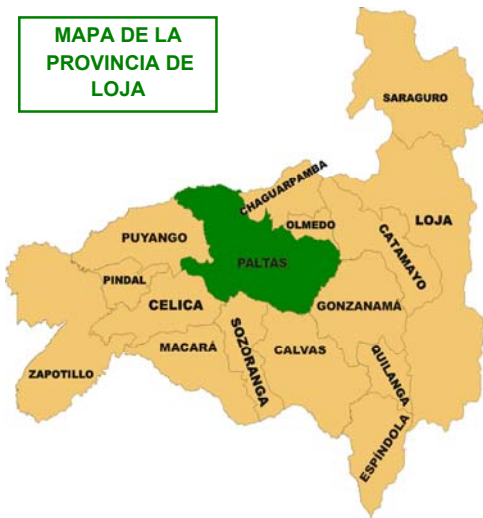 MAPA DE LA
PROVINCIA DE
LOJA
SARAGURO
CHAGUARPAMBA
OLMEDO
LOJA
PUYANGO
CATAMAYO
PALTAS
PINDAL
CELICA
GONZANAMÁ
MACARÁ
SOZORANGA
CALVAS
QUILANGA
ZAPOTILLO
ESPÍNDOLA